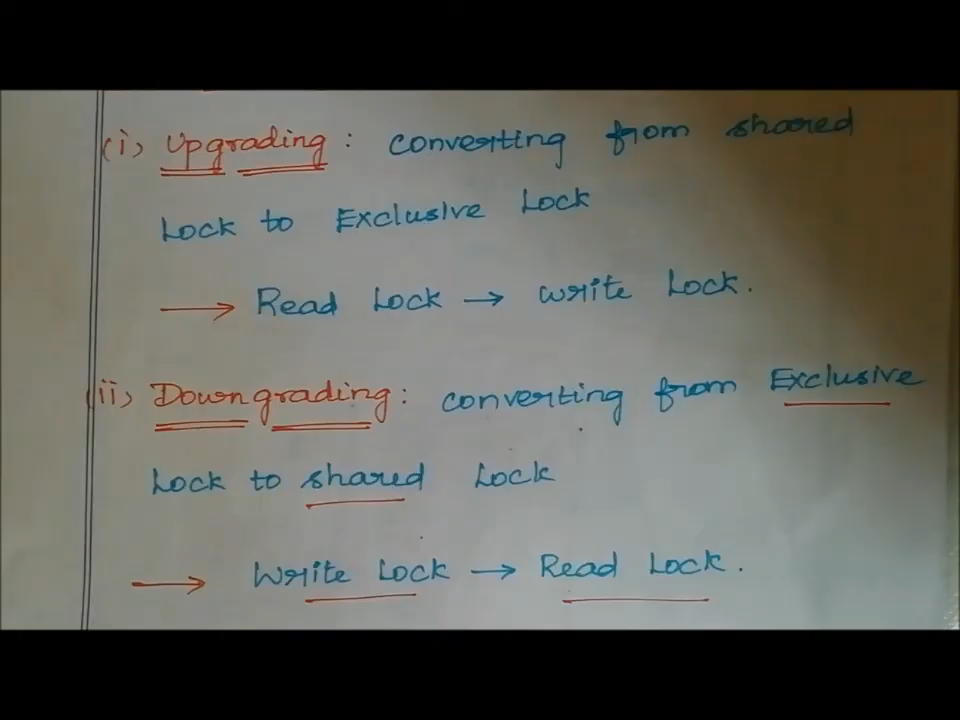 (i) Upgrading : converting from shared
Lock to Exclusive Lock
→ Read Lock → write Lock.
ii) Downgrading : converting from Exclusive
Lock to shared Lock
→ Write Lock → Read Lock.